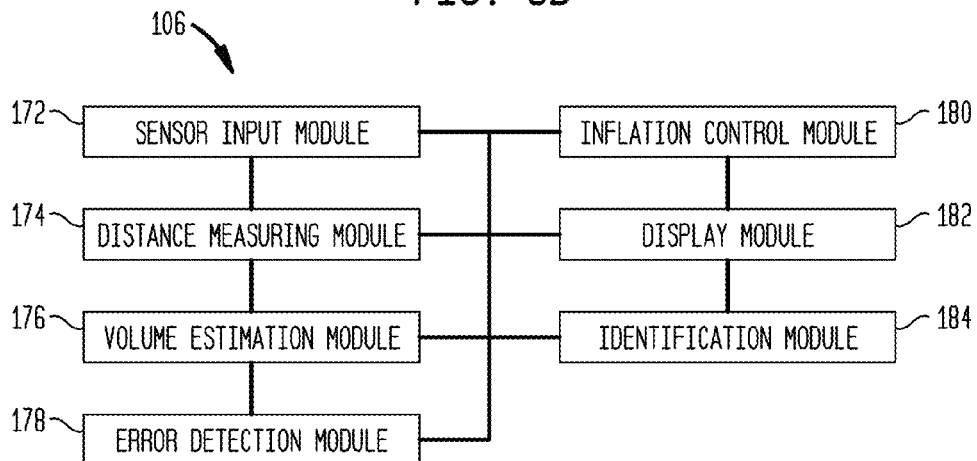 FIG.
106
172 SENSOR INPUT MODULE INFLATION CONTROL MODULE 180
174 DISTANCE MEASURING MODULE DISPLAY MODULE 182
176 VOLUME ESTIMATION MODULE IDENTIFICATION MODULE 184
178 ERROR DETECTION MODULE